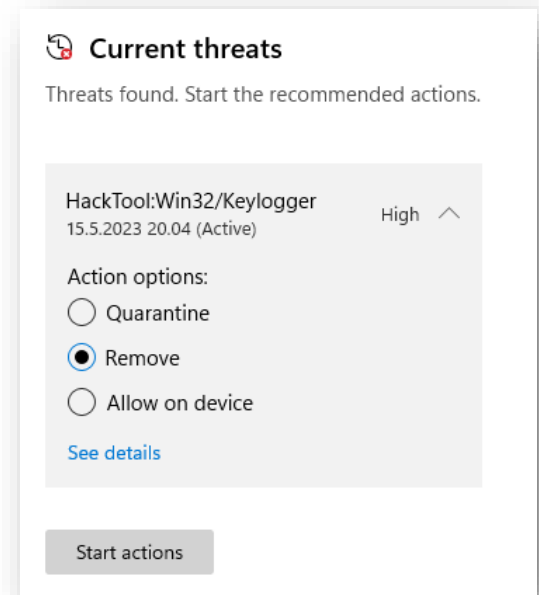 Current threats
Threats found. Start the recommended actions.
HackTool:Win32/Keylogger
High
15.5.2023 20.04 (Active)
Action options:
Quarantine
Remove
Allow on device
See details
Start actions